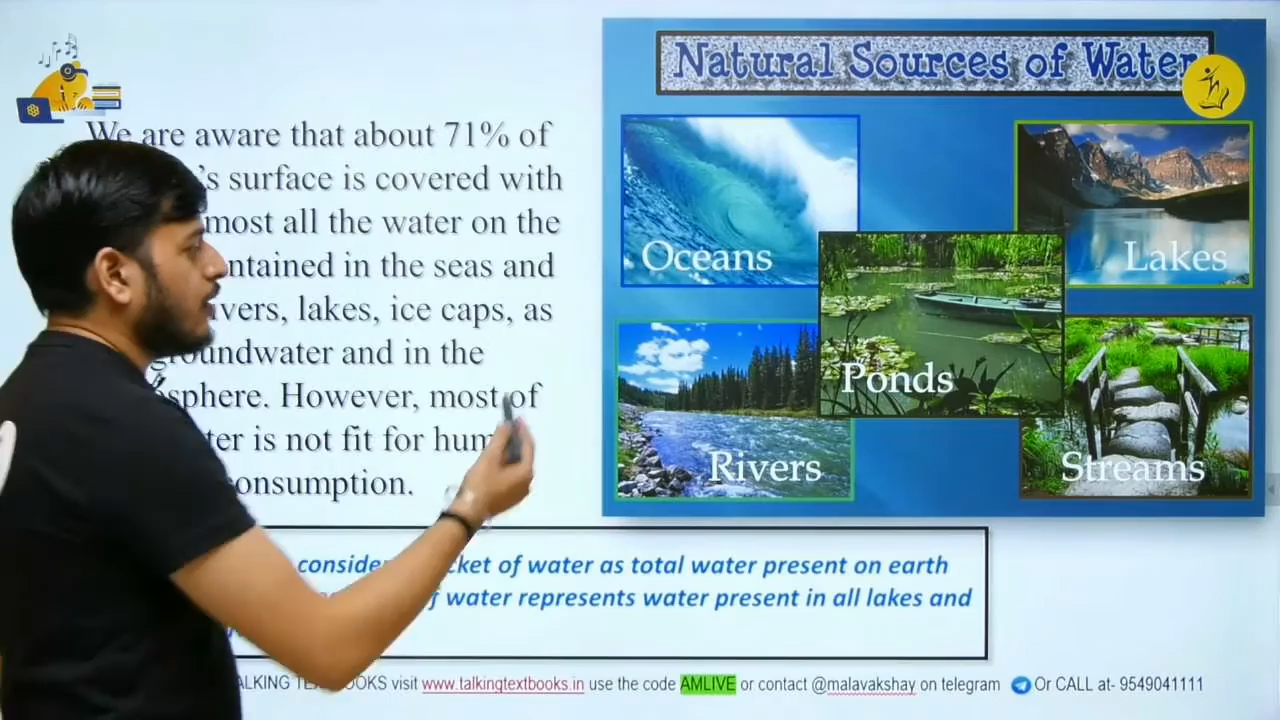 We are aware that about 71% of
's surface is covered with
most all the water on the
ntained in the seas and
ivers, lakes, ice caps, as
groundwater and in the
sphere. However, most of
ter is not fit for hum
onsumption.
Natural Sources of Water
Oceans
Lakes
Ponds
Rivers
Streams
consider cket of water as total water present on earth
of water represents water present in all lakes and
ALKING TEXTBOOKS visit www.talkingtextbooks.in use the code AMLIVE or contact @malavakshay on telegram Or CALL at- 9549041111